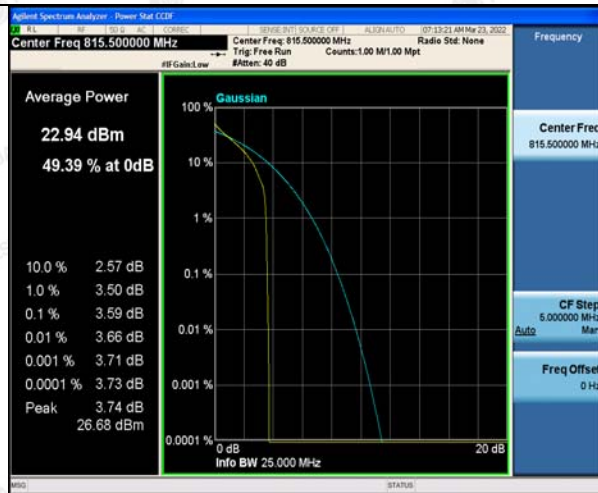 Agilent Spectrum Analyzer - Power Stat CCDF
RL RF 50 Ω AC CORREC SENSE:INT SOURCE OFF ALIGN AUTO 07:13:21 AM Mar 23, 2022
Center Freq 815.500000 MHz
Center Freq: 815.500000 MHz
Radio Std: None
Trig: Free Run
Counts:1.00 M/1.00 Mpt
#IFGain:Low
#Atten: 40 dB
Frequency
Average Power
22.94 dBm
49.39 % at 0dB
10.0 % 2.57 dB
1.0 % 3.50 dB
0.1 % 3.59 dB
0.01 % 3.66 dB
0.001 % 3.71 dB
0.0001 % 3.73 dB
Peak 3.74 dB
26.68 dBm
Gaussian
100 %
10 %
1 %
0.1 %
0.01 %
0.001 %
0.0001 %
0 dB
20 dB
Info BW 25.000 MHz
Center Freq
815.500000 MHz
CF Step
5.000000 MHz
Auto Man
Freq Offset
0 Hz
MSG
STATUS